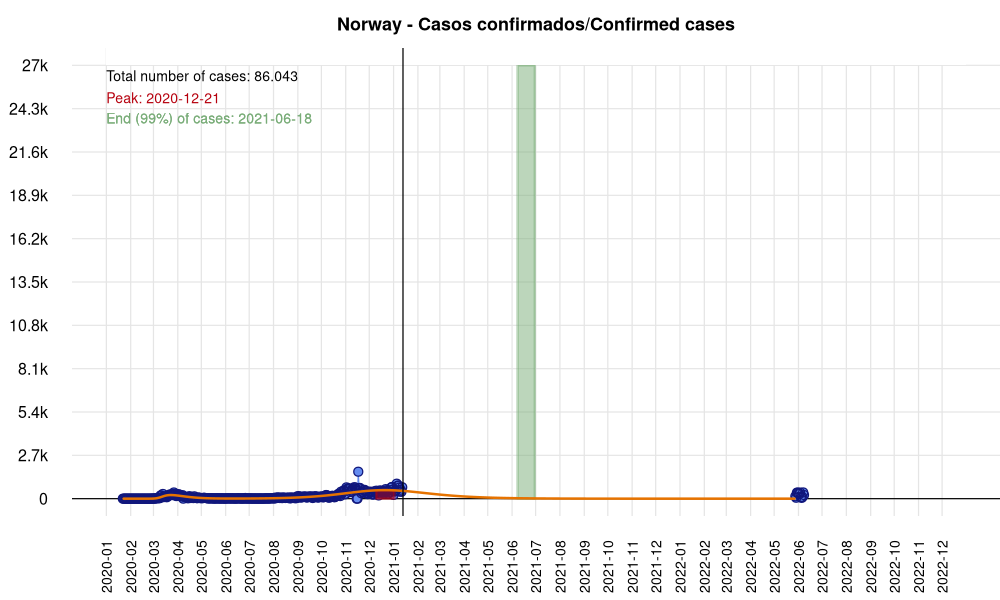 Norway - Casos confirmados/Confirmed cases
27k
Total number of cases: 86.043
Peak: 2020-12-21
24.3k
End (99%) of cases: 2021-06-18
21.6k
18.9k
16.2k
13.5k
10.8k
8.1k
5.4k
2.7k
0
2020-01
2020-02
2020-03
2020-04
2020-05
2020-06
2020-07
2020-08
2020-09
2020-10
2020-11
2020-12
2021-01
2021-02
2021-03
2021-04
2021-05
2021-06
2021-07
2021-08
2021-09
2021-10
2021-11
2021-12
2022-01
2022-02
2022-03
2022-04
2022-05
2022-06
2022-07
2022-08
2022-09
2022-10
2022-11
2022-12